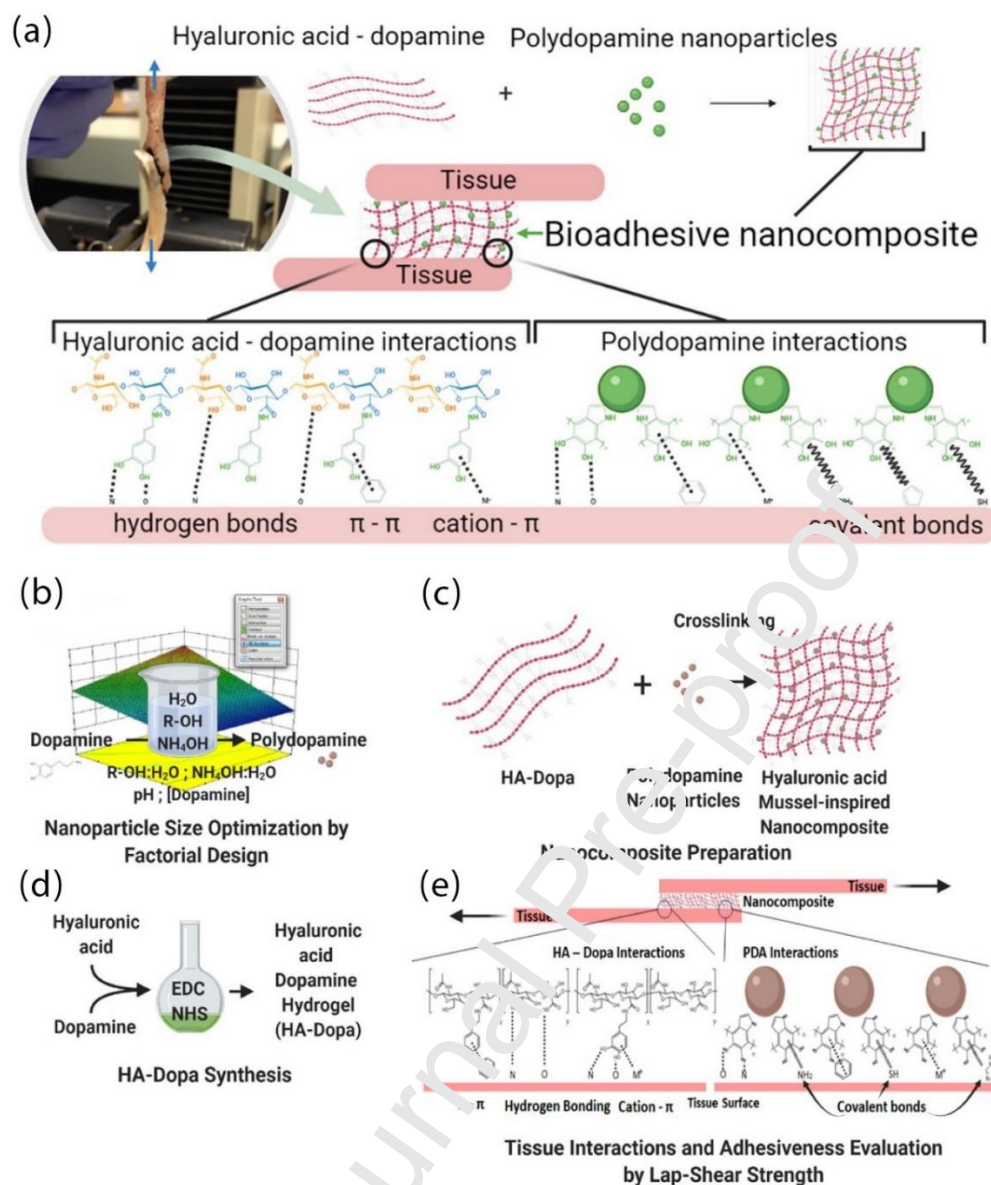 (a)
Hyaluronic acid - dopamine
Polydopamine nanoparticles
+
Tissue
Bioadhesive nanocomposite
Tissue
Hyaluronic acid - dopamine interactions
Polydopamine interactions
hydrogen bonds
π - π
cation - π
covalent bonds
(b)
H₂O
R-OH
NH₄OH
Dopamine
Polydopamine
R-OH:H₂O ; NH₄OH:H₂O
pH ; [Dopamine]
Nanoparticle Size Optimization by
Factorial Design
(c)
Crosslinking
+
HA-Dopa
Polydopamine
Nanoparticles
Hyaluronic acid
Mussel-inspired
Nanocomposite
Nanocomposite Preparation
(d)
Hyaluronic
acid
Dopamine
EDC
NHS
Hyaluronic
acid
Dopamine
Hydrogel
(HA-Dopa)
HA-Dopa Synthesis
(e)
Tissue
Nanocomposite
Tissue
HA – Dopa Interactions
PDA Interactions
N
O
N
O
M⁺
O
N
NH₂
SH
M⁺
π
Hydrogen Bonding
Cation - π
Tissue Surface
Covalent bonds
Tissue Interactions and Adhesiveness Evaluation
by Lap-Shear Strength
Pre-proof